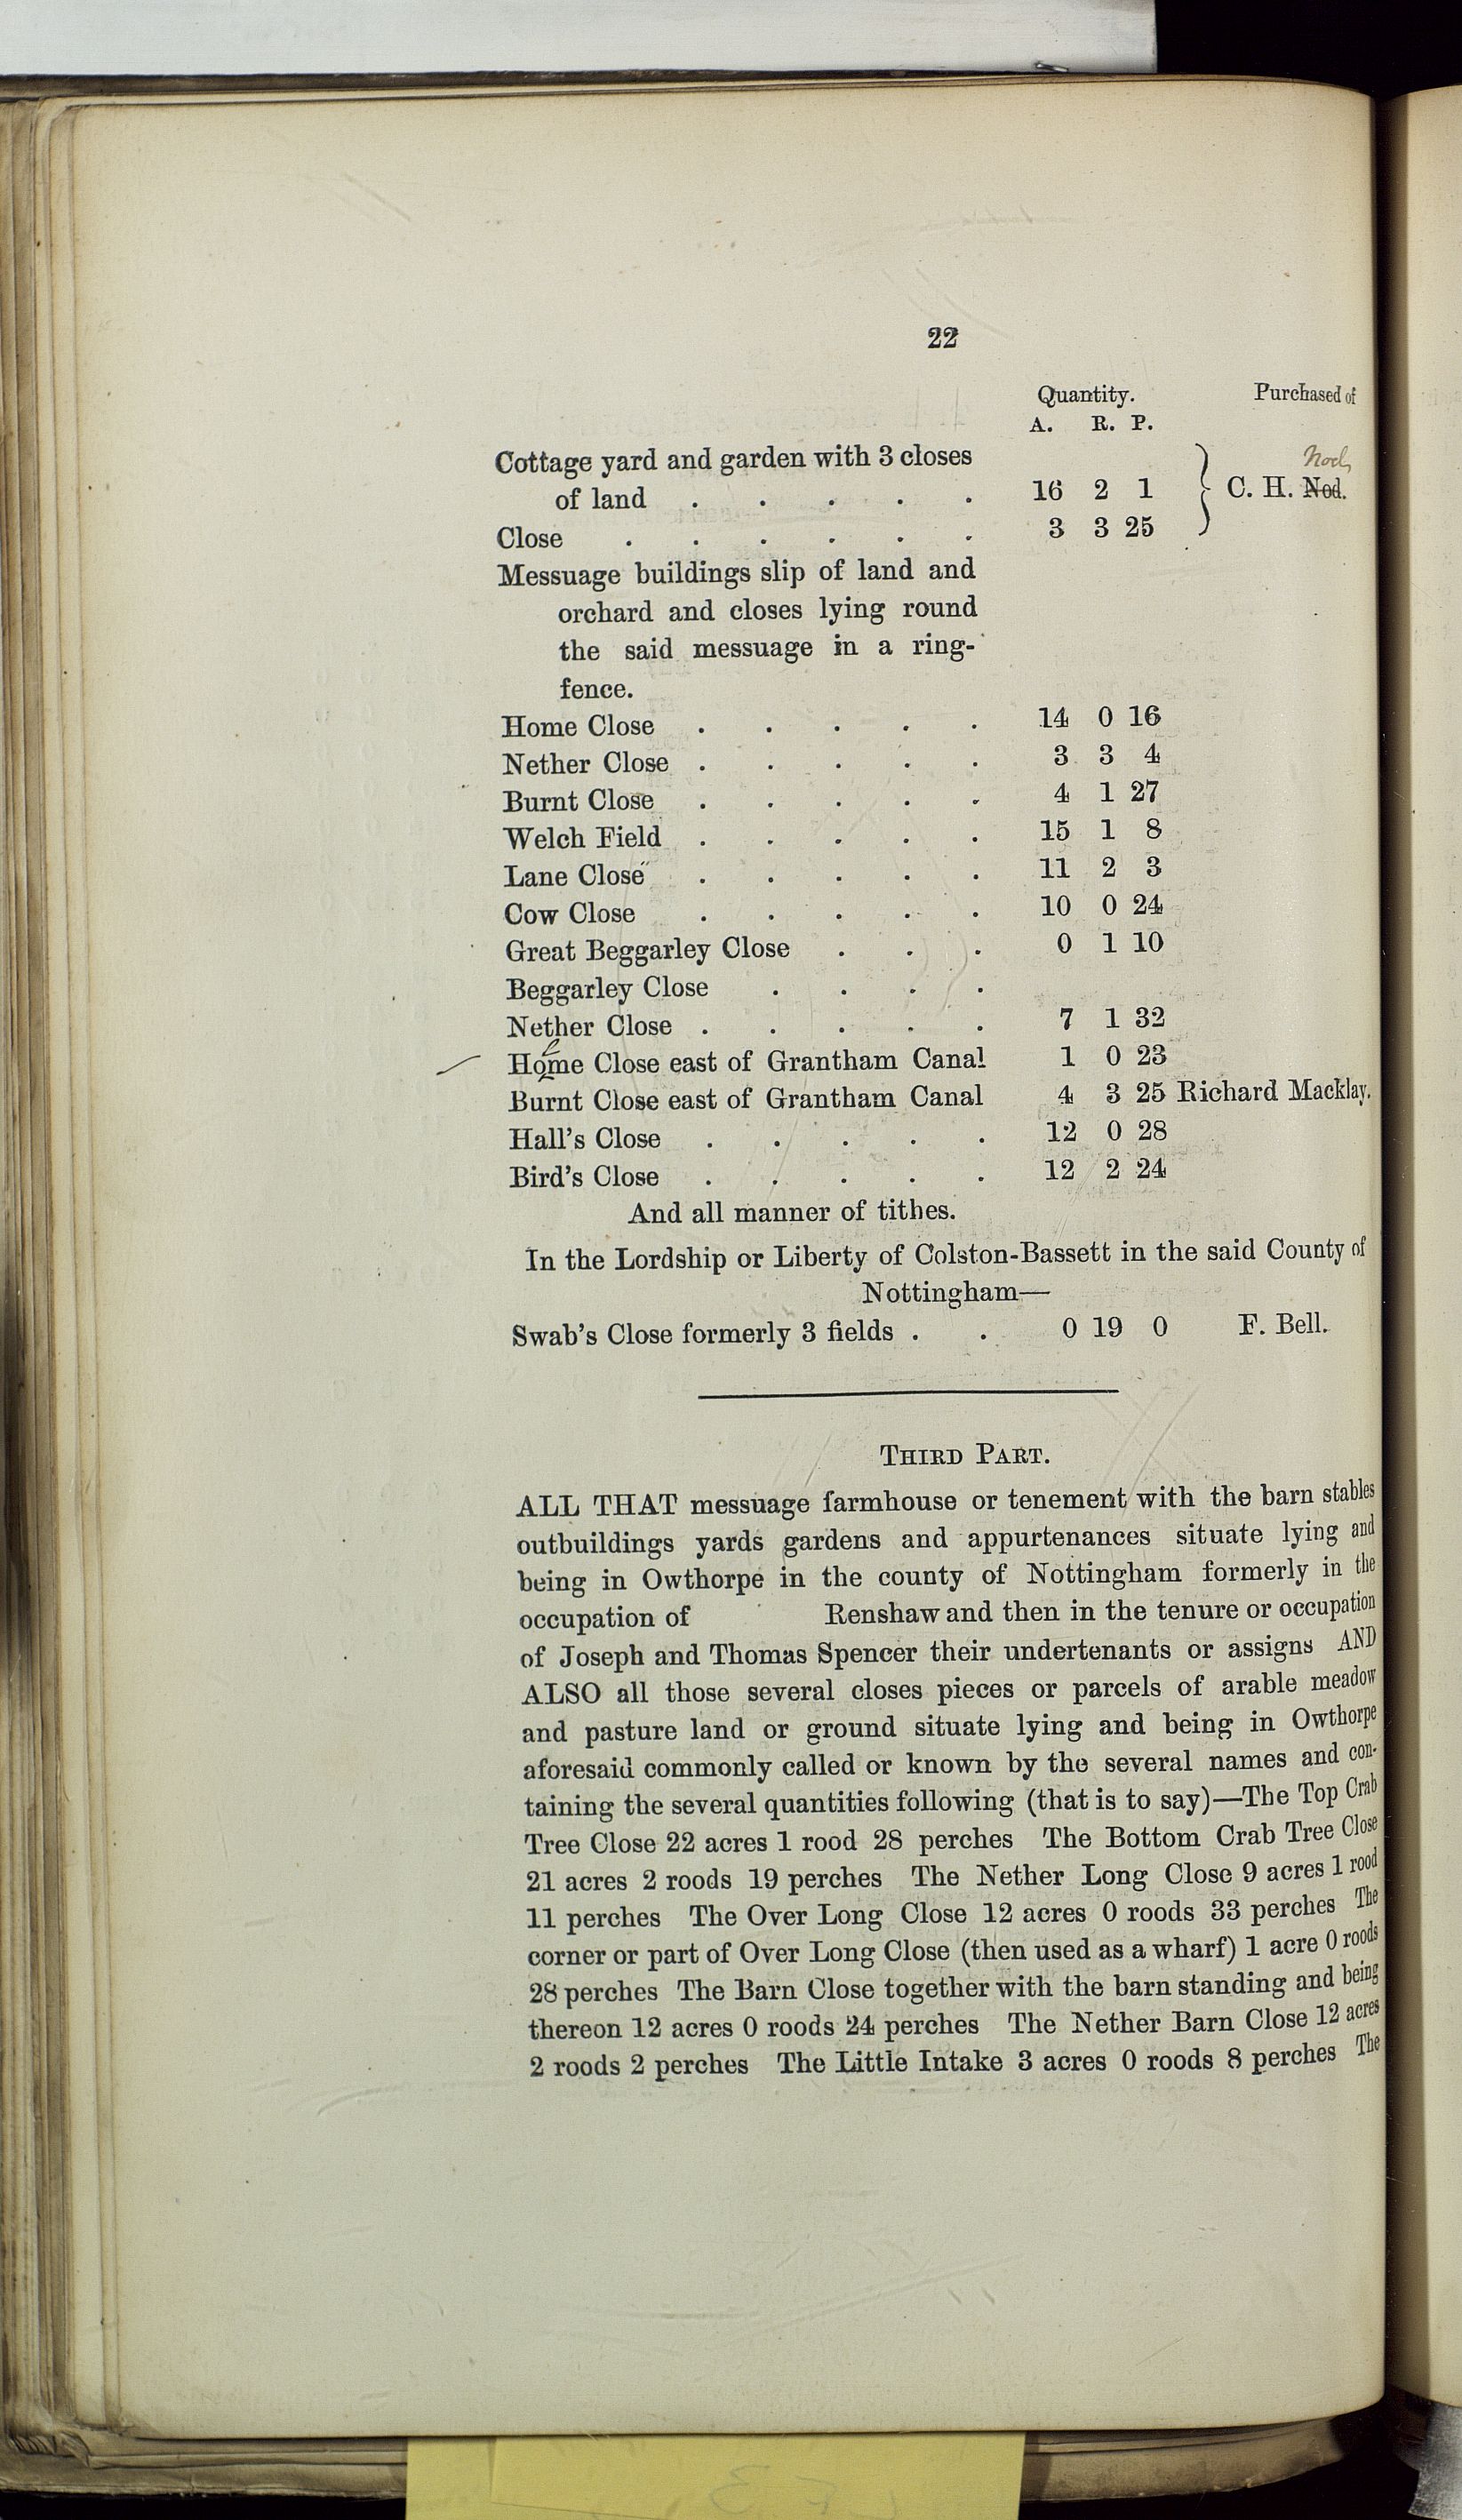 22
Quantity. Purchased of
A. R. P.
Cottage yard and garden with 3 closes
of land . . . . . 16 2 1 } C. H. Nod.
Close . . . . . . 3 3 25
Messuage buildings slip of land and
orchard and closes lying round
the said messuage in a ring-
fence.
Home Close . . . . . 14 0 16
Nether Close . . . . . 3 3 4
Burnt Close . . . . . 4 1 27
Welch Field . . . . . 15 1 8
Lane Close . . . . . 11 2 3
Cow Close . . . . . 10 0 24
Great Beggarley Close . . . 0 1 10
Beggarley Close . . . .
Nether Close . . . . . 7 1 32
Home Close east of Grantham Canal 1 0 23
Burnt Close east of Grantham Canal 4 3 25 Richard Macklay.
Hall's Close . . . . . 12 0 28
Bird's Close . . . . . 12 2 24
And all manner of tithes.
In the Lordship or Liberty of Colston-Bassett in the said County of
Nottingham—
Swab's Close formerly 3 fields . . 0 19 0 F. Bell.
THIRD PART.
ALL THAT messuage farmhouse or tenement with the barn stables
outbuildings yards gardens and appurtenances situate lying and
being in Owthorpe in the county of Nottingham formerly in the
occupation of Renshaw and then in the tenure or occupation
of Joseph and Thomas Spencer their undertenants or assigns AND
ALSO all those several closes pieces or parcels of arable meadow
and pasture land or ground situate lying and being in Owthorpe
aforesaid commonly called or known by the several names and con-
taining the several quantities following (that is to say)—The Top Crab
Tree Close 22 acres 1 rood 28 perches The Bottom Crab Tree Close
21 acres 2 roods 19 perches The Nether Long Close 9 acres 1 rood
11 perches The Over Long Close 12 acres 0 roods 33 perches The
corner or part of Over Long Close (then used as a wharf) 1 acre 0 roods
28 perches The Barn Close together with the barn standing and being
thereon 12 acres 0 roods 24 perches The Nether Barn Close 12 acres
2 roods 2 perches The Little Intake 3 acres 0 roods 8 perches The